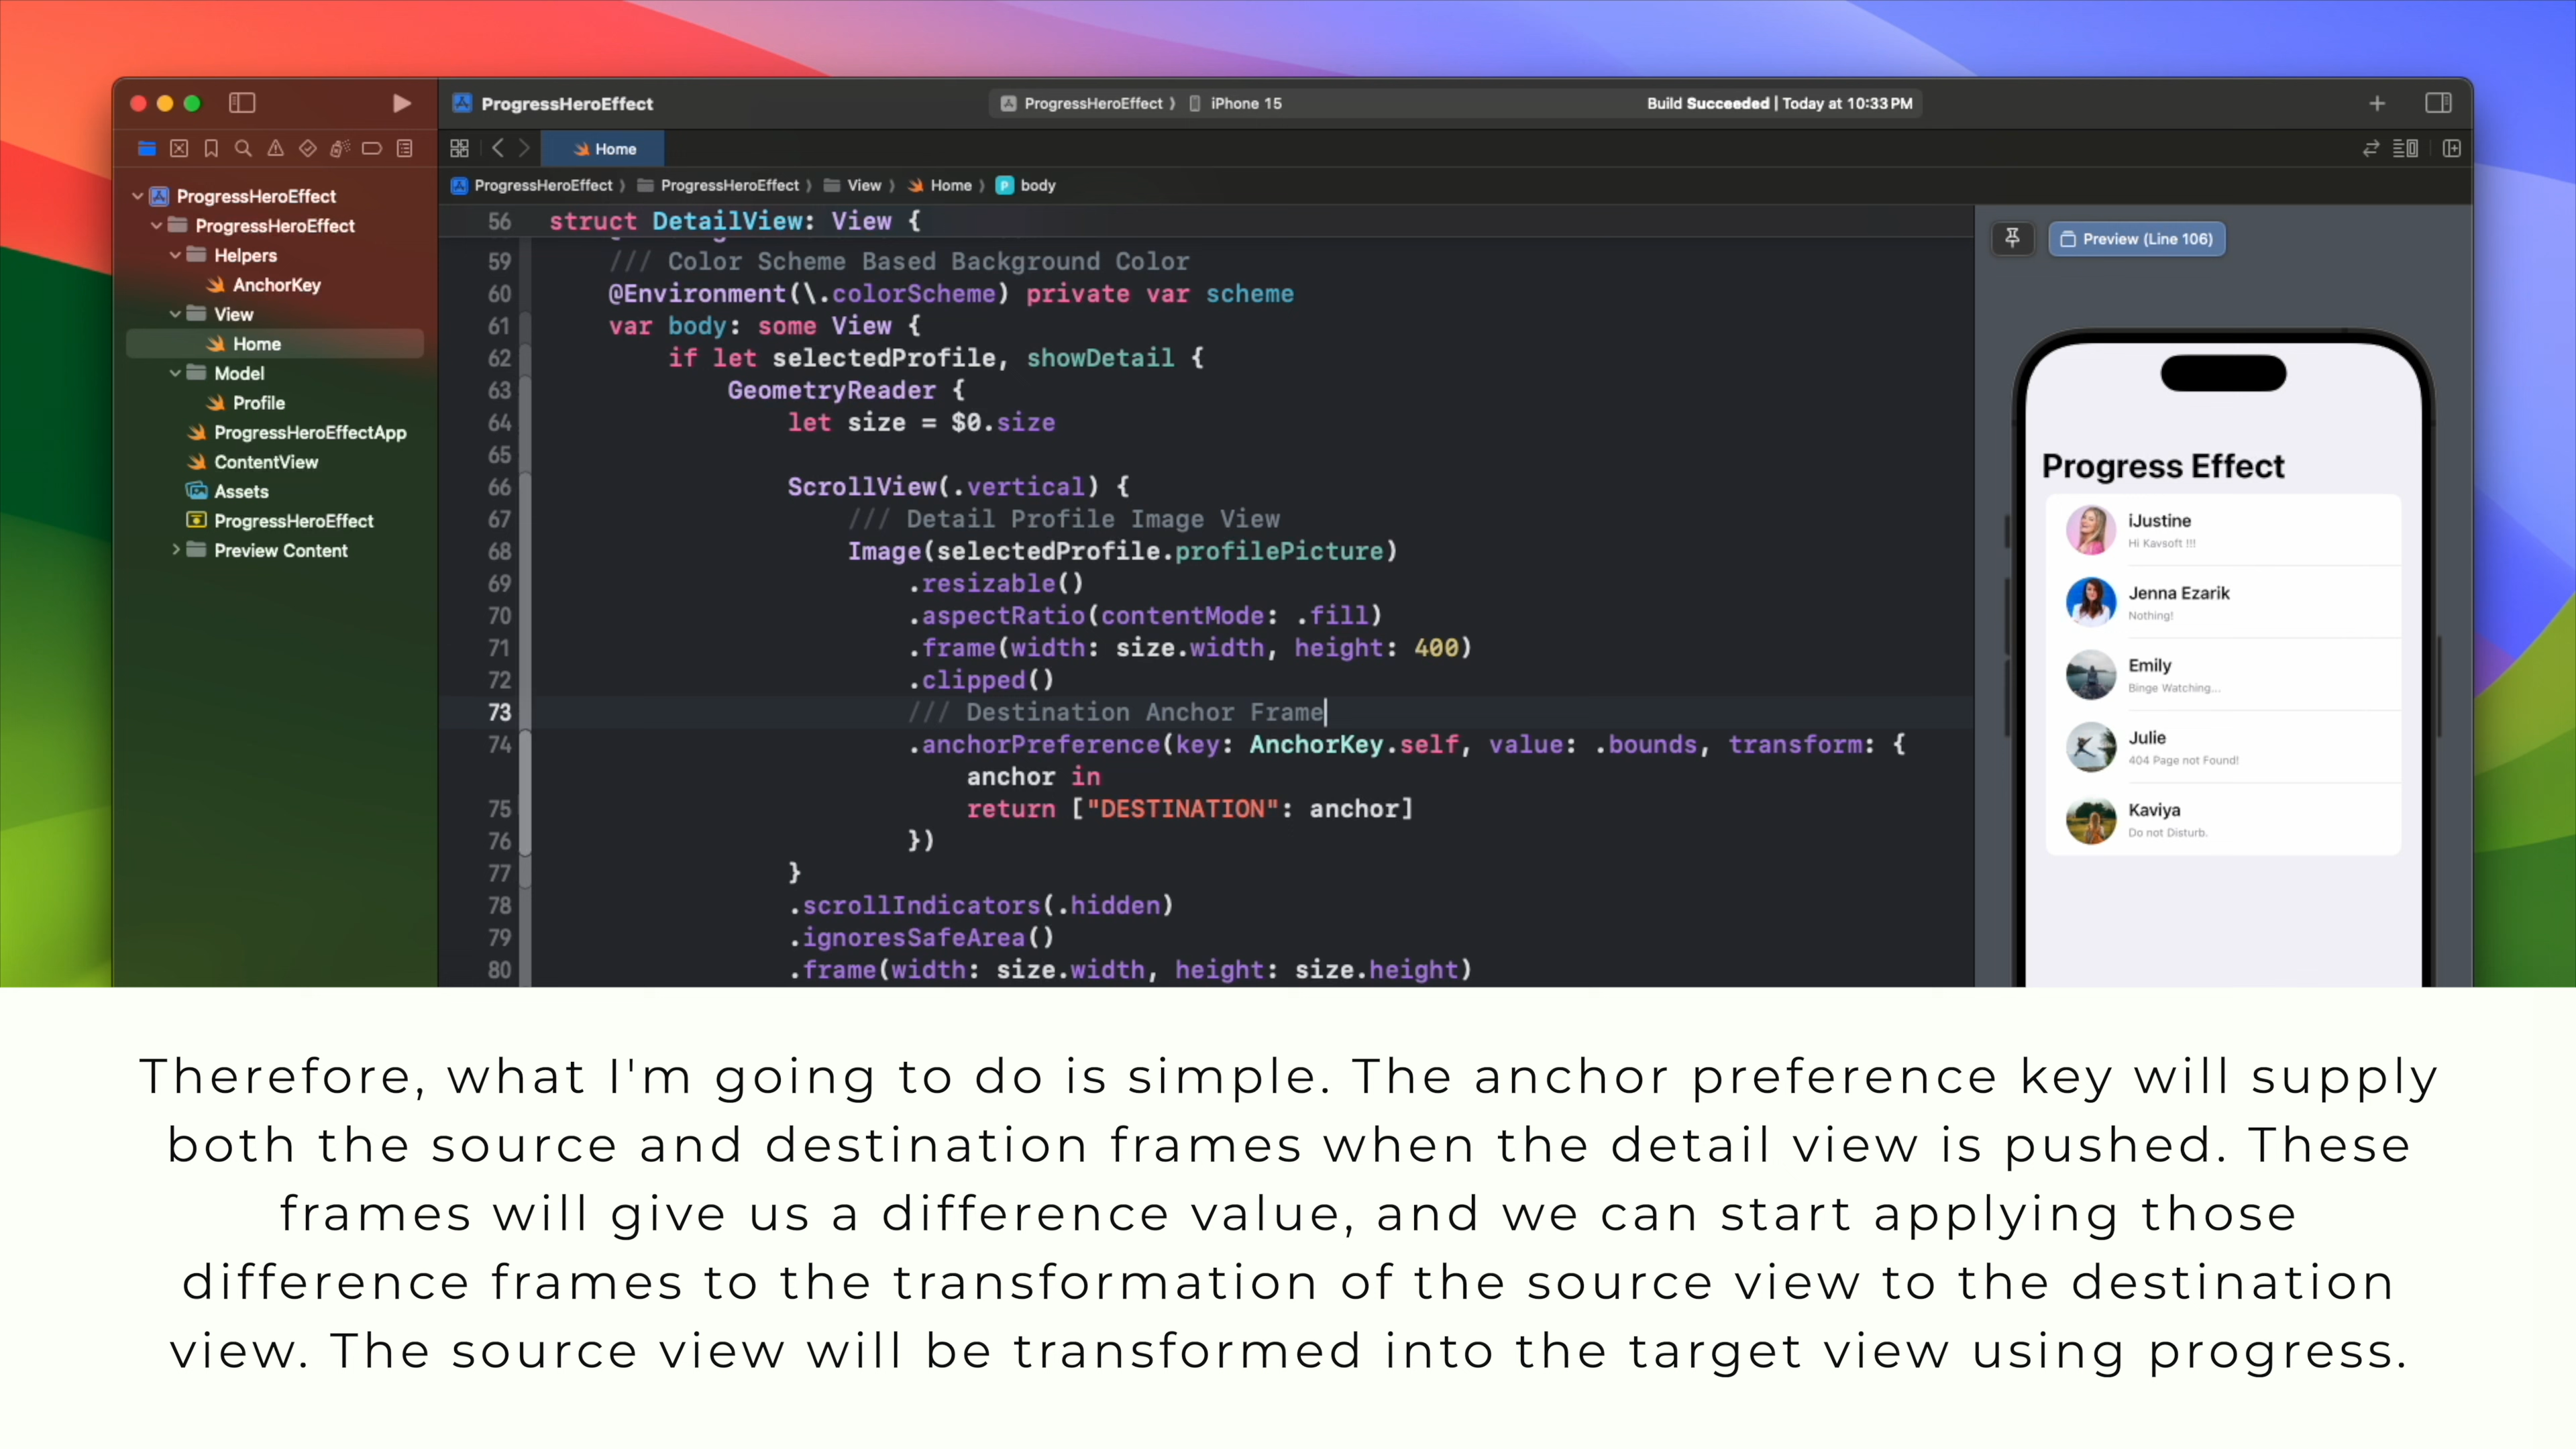 ProgressHeroEffect
ProgressHeroEffect ⟩ iPhone 15
Build Succeeded | Today at 10:33 PM
Home
ProgressHeroEffect ⟩ ProgressHeroEffect ⟩ View ⟩ Home ⟩ P body
ProgressHeroEffect
ProgressHeroEffect
Helpers
AnchorKey
View
Home
Model
Profile
ProgressHeroEffectApp
ContentView
Assets
ProgressHeroEffect
Preview Content
56 struct DetailView: View {
59 /// Color Scheme Based Background Color
60 @Environment(\.colorScheme) private var scheme
61 var body: some View {
62 if let selectedProfile, showDetail {
63 GeometryReader {
64 let size = $0.size
65
66 ScrollView(.vertical) {
67 /// Detail Profile Image View
68 Image(selectedProfile.profilePicture)
69 .resizable()
70 .aspectRatio(contentMode: .fill)
71 .frame(width: size.width, height: 400)
72 .clipped()
73 /// Destination Anchor Frame
74 .anchorPreference(key: AnchorKey.self, value: .bounds, transform: {
anchor in
75 return ["DESTINATION": anchor]
76 })
77 }
78 .scrollIndicators(.hidden)
79 .ignoresSafeArea()
80 .frame(width: size.width, height: size.height)
Preview (Line 106)
Progress Effect
iJustine
Hi Kavsoft !!!
Jenna Ezarik
Nothing!
Emily
Binge Watching...
Julie
404 Page not Found!
Kaviya
Do not Disturb.
Therefore, what I'm going to do is simple. The anchor preference key will supply
both the source and destination frames when the detail view is pushed. These
frames will give us a difference value, and we can start applying those
difference frames to the transformation of the source view to the destination
view. The source view will be transformed into the target view using progress.